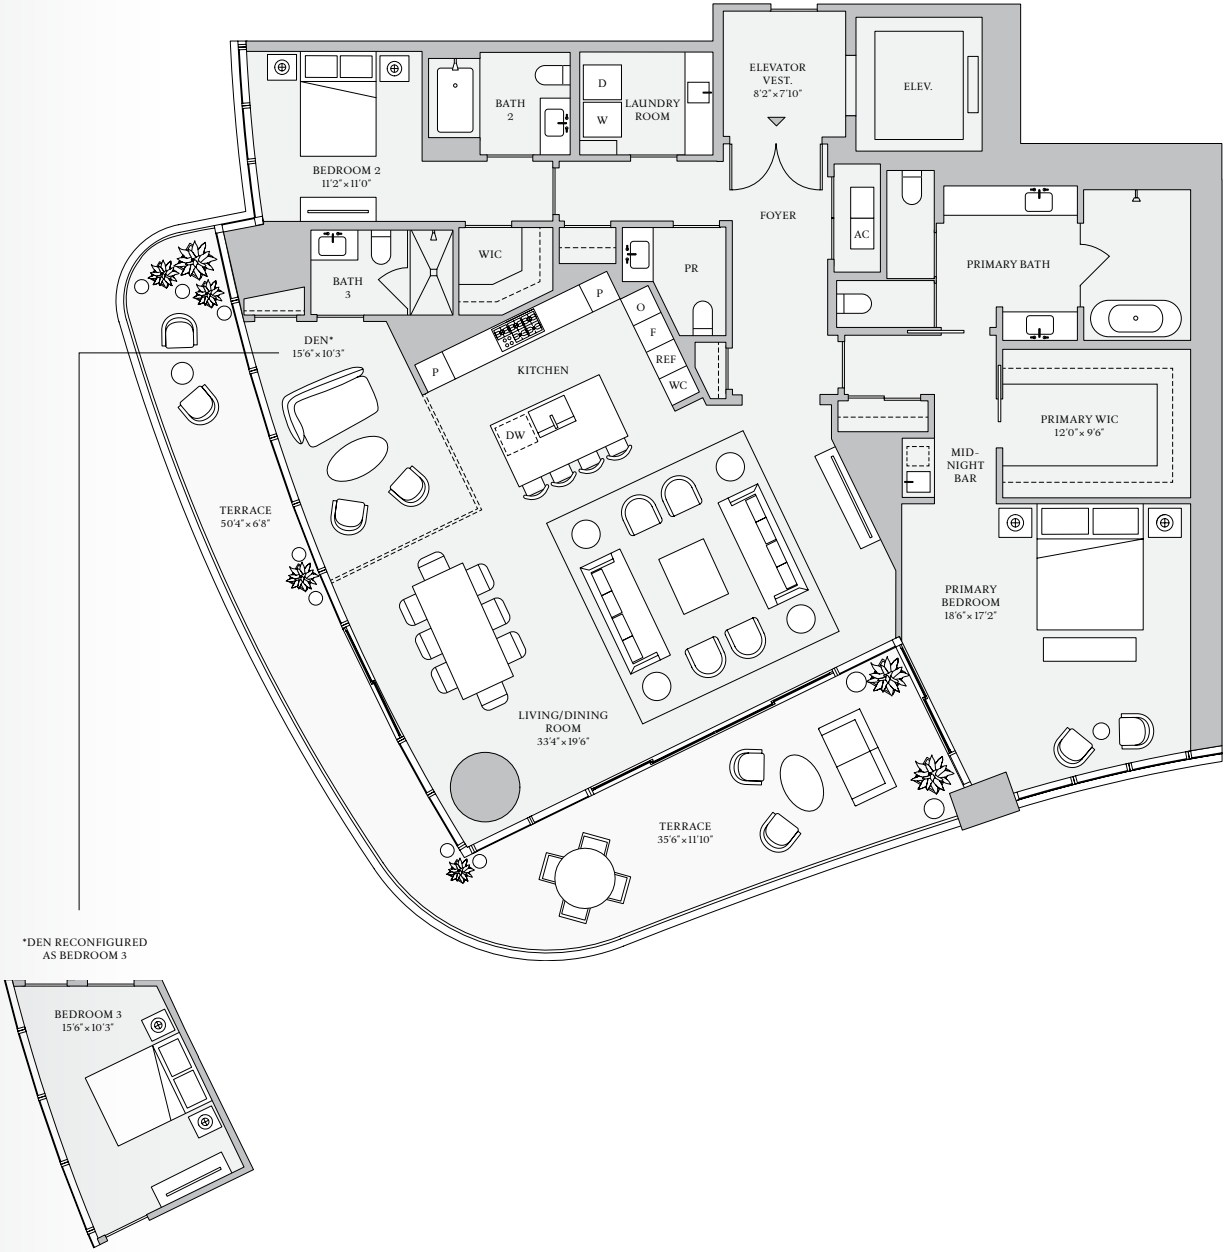 ELEVATOR
VEST.
8'2" × 7'10"
ELEV.
D
W
LAUNDRY
ROOM
BATH
2
BEDROOM 2
11'2" × 11'0"
FOYER
AC
PRIMARY BATH
WIC
PR
BATH
3
P
O
F
REF
WC
P
KITCHEN
DW
DEN*
15'6" × 10'3"
PRIMARY WIC
12'0" × 9'6"
MID-
NIGHT
BAR
TERRACE
50'4" × 6'8"
PRIMARY
BEDROOM
18'6" × 17'2"
LIVING/DINING
ROOM
33'4" × 19'6"
TERRACE
35'6" × 11'10"
*DEN RECONFIGURED
AS BEDROOM 3
BEDROOM 3
15'6" × 10'3"